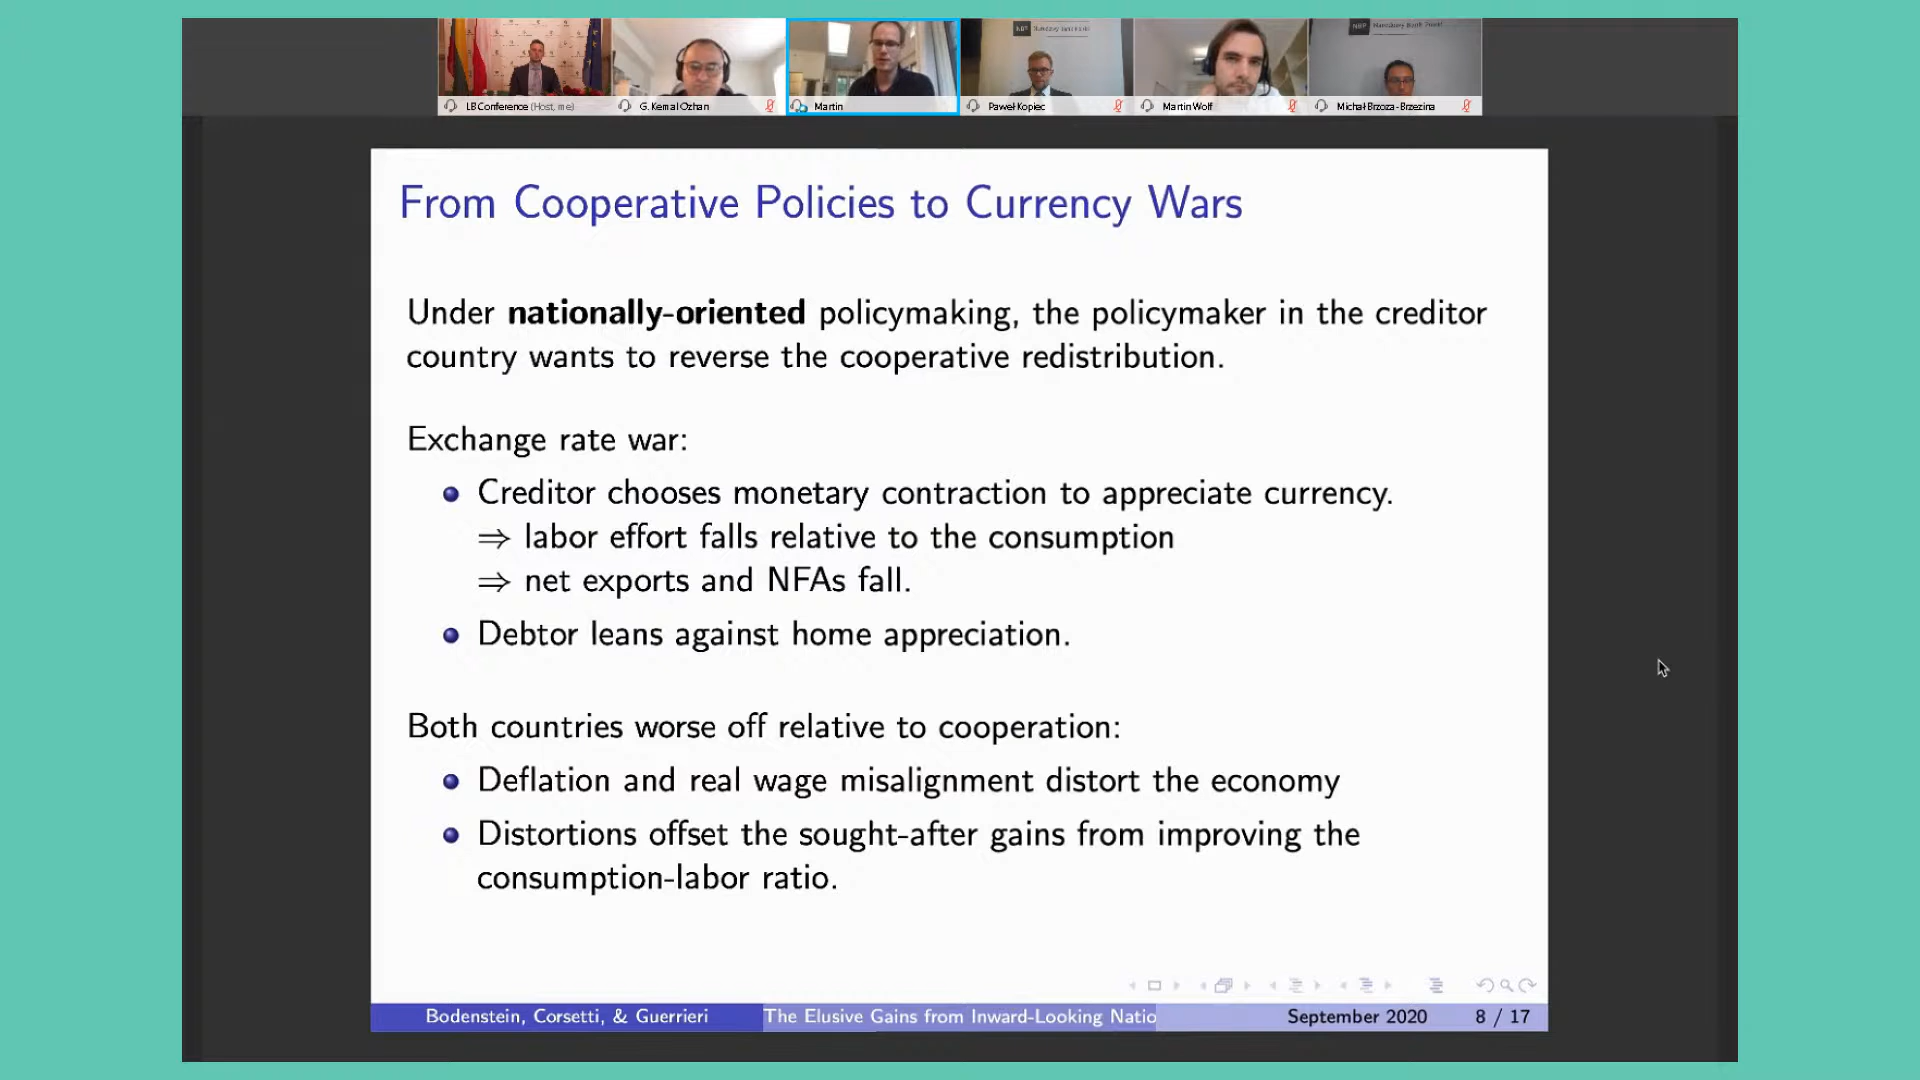 LB Conference (Host, me)
G. Kemal Ozhan
Martin
NBP
Paweł Kopiec
Martin Wolf
NBP Narodowy Bank Polski
Michał Brzoza-Brzezina
From Cooperative Policies to Currency Wars
Under nationally-oriented policymaking, the policymaker in the creditor
country wants to reverse the cooperative redistribution.
Exchange rate war:
Creditor chooses monetary contraction to appreciate currency.
⇒ labor effort falls relative to the consumption
⇒ net exports and NFAs fall.
Debtor leans against home appreciation.
Both countries worse off relative to cooperation:
Deflation and real wage misalignment distort the economy
Distortions offset the sought-after gains from improving the
consumption-labor ratio.
Bodenstein, Corsetti, & Guerrieri
The Elusive Gains from Inward-Looking Natio
September 2020
8 / 17